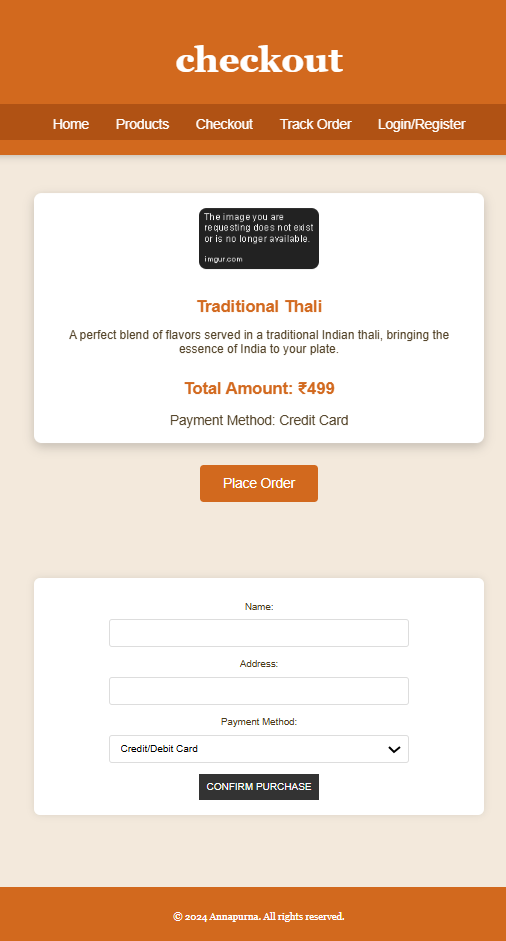 checkout
Home Products Checkout Track Order Login/Register
The image you are
requesting does not exist
or is no longer available.
imgur.com
Traditional Thali
A perfect blend of flavors served in a traditional Indian thali, bringing the
essence of India to your plate.
Total Amount: ₹499
Payment Method: Credit Card
Place Order
Name:
Address:
Payment Method:
Credit/Debit Card
CONFIRM PURCHASE
© 2024 Annapurna. All rights reserved.